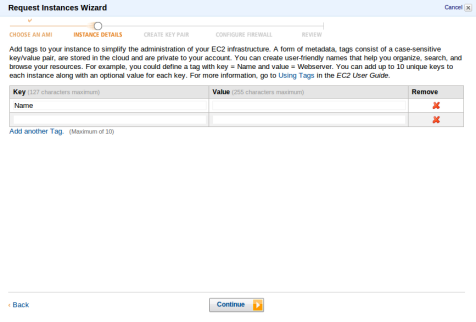 Request Instances Wizard
Cancel
CHOOSE AN AMI INSTANCE DETAILS CREATE KEY PAIR CONFIGURE FIREWALL REVIEW
Add tags to your instance to simplify the administration of your EC2 infrastructure. A form of metadata, tags consist of a case-sensitive
key/value pair, are stored in the cloud and are private to your account. You can create user-friendly names that help you organize, search, and
browse your resources. For example, you could define a tag with key = Name and value = Webserver. You can add up to 10 unique keys to
each instance along with an optional value for each key. For more information, go to Using Tags in the EC2 User Guide.
Key (127 characters maximum) Value (255 characters maximum) Remove
Name
Add another Tag. (Maximum of 10)
‹ Back
Continue